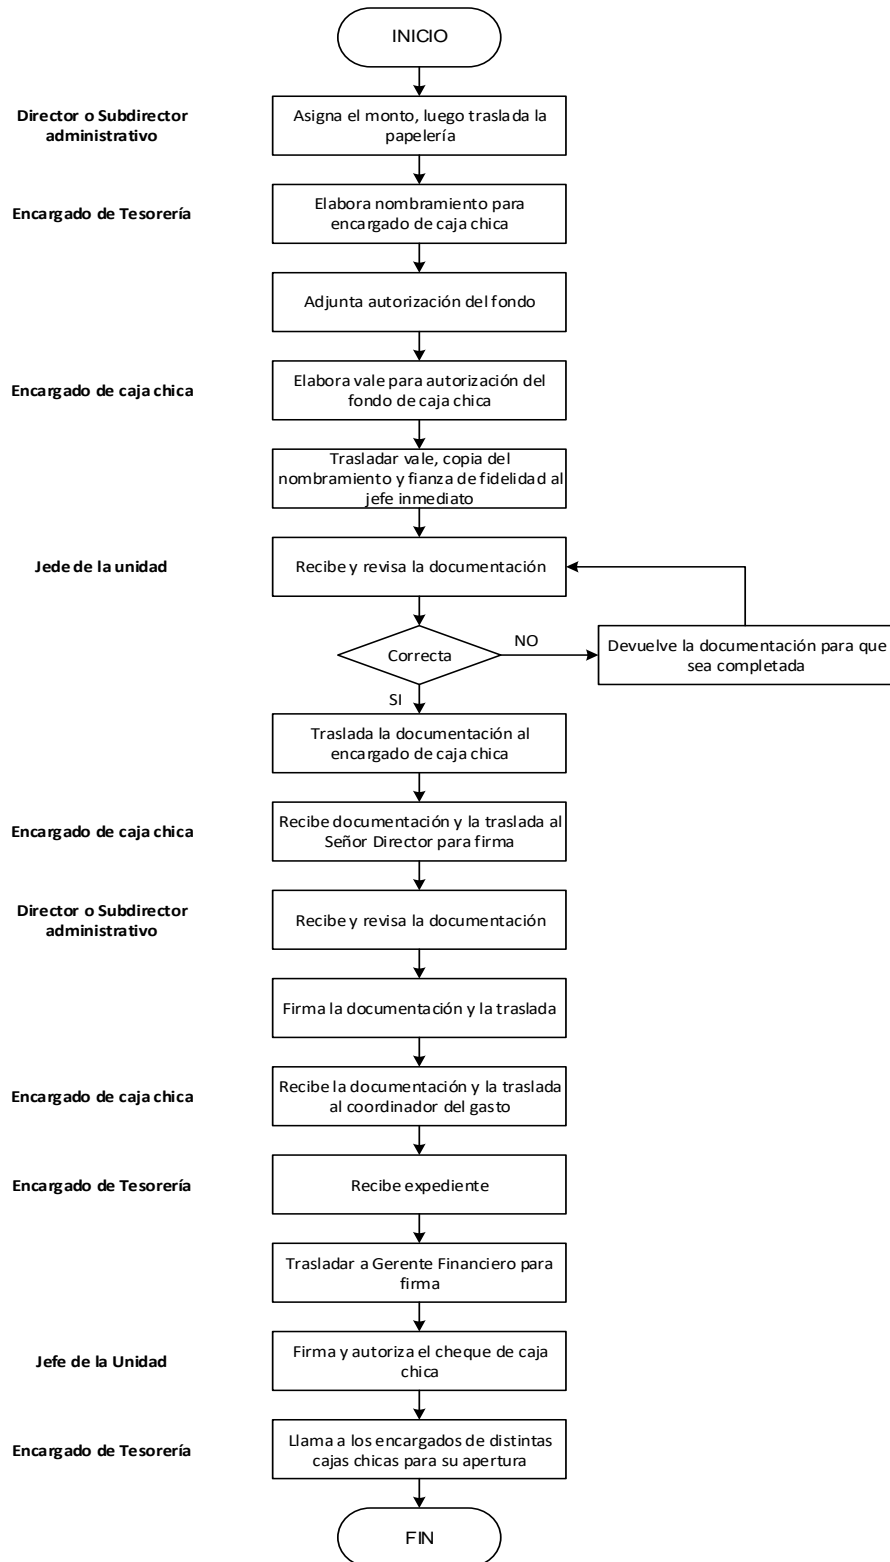 INICIO
Director o Subdirector
administrativo
Asigna el monto, luego traslada la
papelería
Encargado de Tesorería
Elabora nombramiento para
encargado de caja chica
Adjunta autorización del fondo
Encargado de caja chica
Elabora vale para autorización del
fondo de caja chica
Trasladar vale, copia del
nombramiento y fianza de fidelidad al
jefe inmediato
Jede de la unidad
Recibe y revisa la documentación
Correcta
NO
Devuelve la documentación para que
sea completada
SI
Traslada la documentación al
encargado de caja chica
Encargado de caja chica
Recibe documentación y la traslada al
Señor Director para firma
Director o Subdirector
administrativo
Recibe y revisa la documentación
Firma la documentación y la traslada
Encargado de caja chica
Recibe la documentación y la traslada
al coordinador del gasto
Encargado de Tesorería
Recibe expediente
Trasladar a Gerente Financiero para
firma
Jefe de la Unidad
Firma y autoriza el cheque de caja
chica
Encargado de Tesorería
Llama a los encargados de distintas
cajas chicas para su apertura
FIN